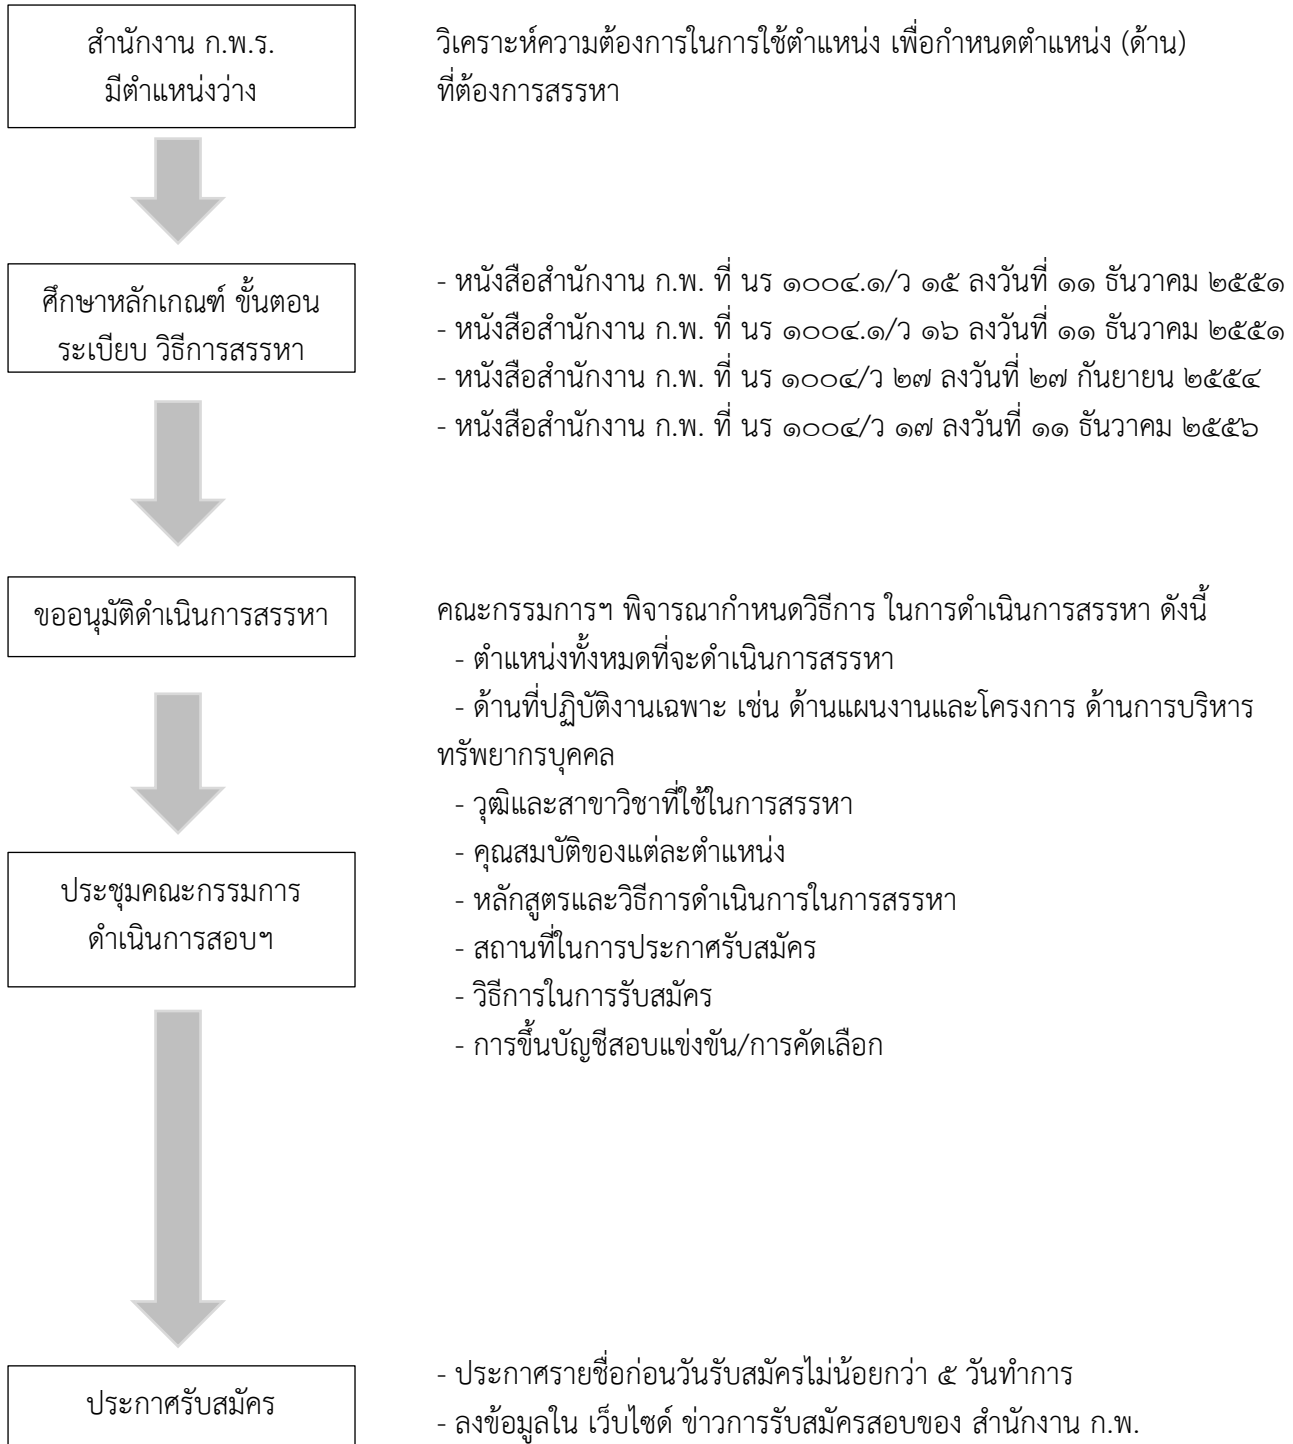 สำนักงาน ก.พ.ร.
มีตำแหน่งว่าง
วิเคราะห์ความต้องการในการใช้ตำแหน่ง เพื่อกำหนดตำแหน่ง (ด้าน)
ที่ต้องการสรรหา
ศึกษาหลักเกณฑ์ ขั้นตอน
ระเบียบ วิธีการสรรหา
- หนังสือสำนักงาน ก.พ. ที่ นร ๑๐๐๔.๑/ว ๑๕ ลงวันที่ ๑๑ ธันวาคม ๒๕๕๑
- หนังสือสำนักงาน ก.พ. ที่ นร ๑๐๐๔.๑/ว ๑๖ ลงวันที่ ๑๑ ธันวาคม ๒๕๕๑
- หนังสือสำนักงาน ก.พ. ที่ นร ๑๐๐๔/ว ๒๗ ลงวันที่ ๒๗ กันยายน ๒๕๕๔
- หนังสือสำนักงาน ก.พ. ที่ นร ๑๐๐๔/ว ๑๗ ลงวันที่ ๑๑ ธันวาคม ๒๕๕๖
ขออนุมัติดำเนินการสรรหา
คณะกรรมการฯ พิจารณากำหนดวิธีการ ในการดำเนินการสรรหา ดังนี้
- ตำแหน่งทั้งหมดที่จะดำเนินการสรรหา
- ด้านที่ปฏิบัติงานเฉพาะ เช่น ด้านแผนงานและโครงการ ด้านการบริหาร
ทรัพยากรบุคคล
- วุฒิและสาขาวิชาที่ใช้ในการสรรหา
- คุณสมบัติของแต่ละตำแหน่ง
- หลักสูตรและวิธีการดำเนินการในการสรรหา
- สถานที่ในการประกาศรับสมัคร
- วิธีการในการรับสมัคร
- การขึ้นบัญชีสอบแข่งขัน/การคัดเลือก
ประชุมคณะกรรมการ
ดำเนินการสอบฯ
ประกาศรับสมัคร
- ประกาศรายชื่อก่อนวันรับสมัครไม่น้อยกว่า ๕ วันทำการ
- ลงข้อมูลใน เว็บไซด์ ข่าวการรับสมัครสอบของ สำนักงาน ก.พ.